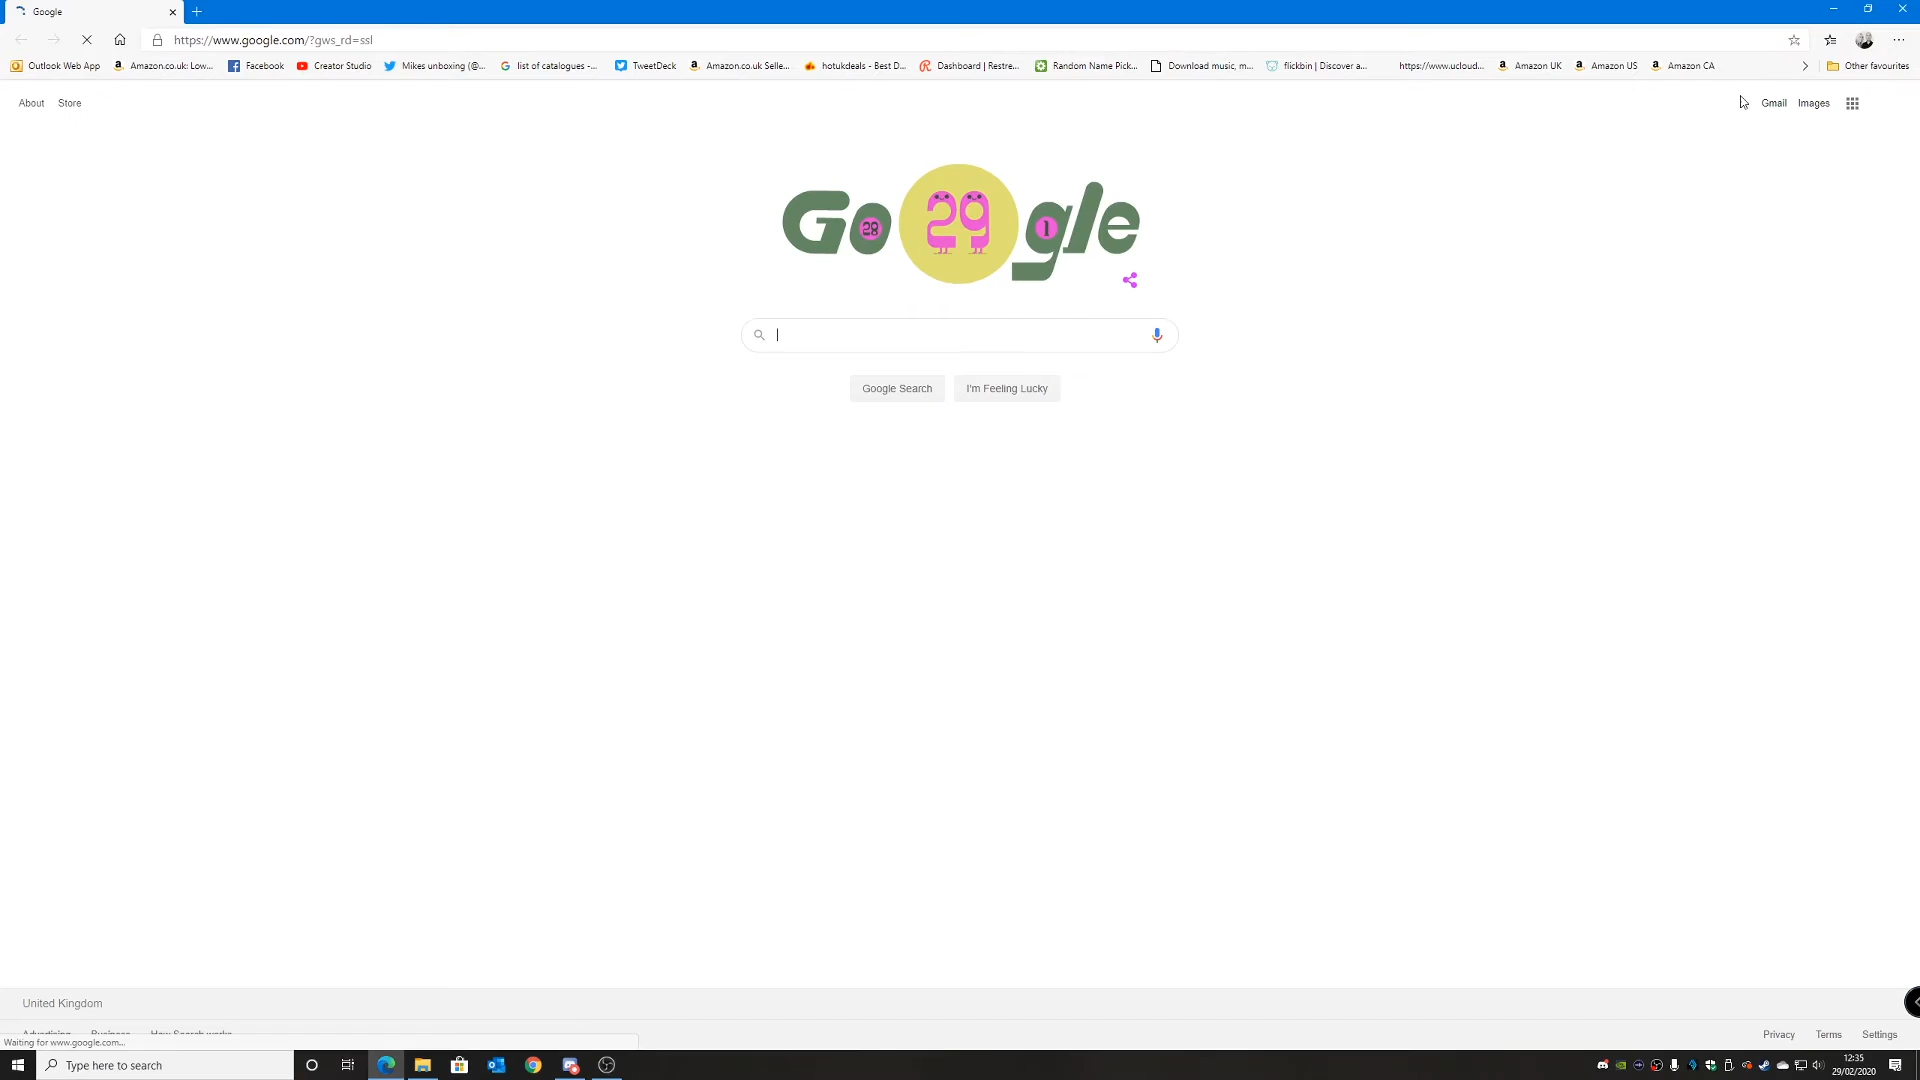 Google
https://www.google.com/?gws_rd=ssl
Outlook Web App Amazon.co.uk: Low... Facebook Creator Studio Mikes unboxing (@... list of catalogues -... TweetDeck Amazon.co.uk Selle... hotukdeals - Best D... Dashboard | Restre... Random Name Pick... Download music, m... flickbin | Discover a... https://www.ucloud... Amazon UK Amazon US Amazon CA Other favourites
About Store Gmail Images
Google
28 29 1
Google Search I'm Feeling Lucky
United Kingdom
Advertising Business How Search works Privacy Terms Settings
Waiting for www.google.com...
Type here to search
12:35
29/02/2020